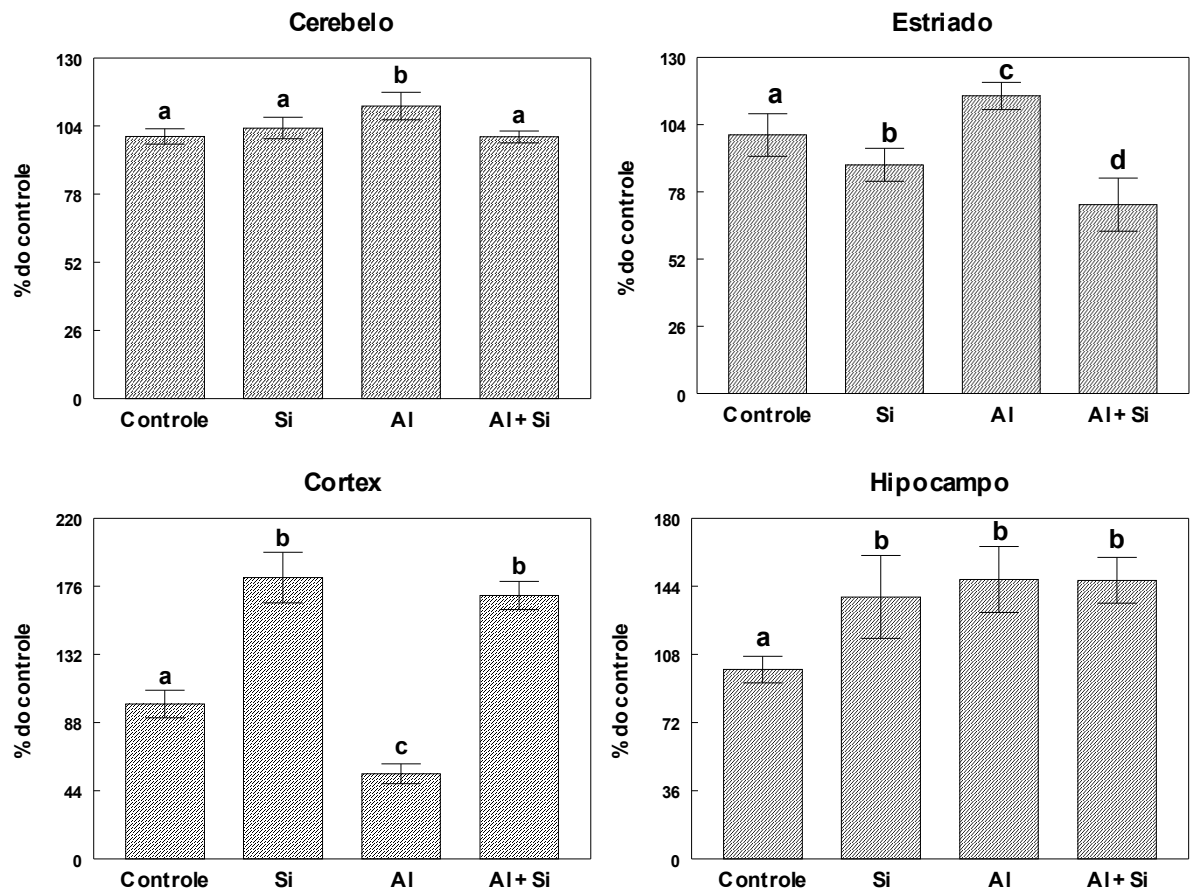 Cerebelo
% do controle
130
104
78
52
26
0
a
a
b
a
Controle Si Al Al + Si
Estriado
% do controle
130
104
78
52
26
0
a
b
c
d
Controle Si Al Al + Si
Cortex
% do controle
220
176
132
88
44
0
a
b
c
b
Controle Si Al Al + Si
Hipocampo
% do controle
180
144
108
72
36
0
a
b
b
b
Controle Si Al Al + Si